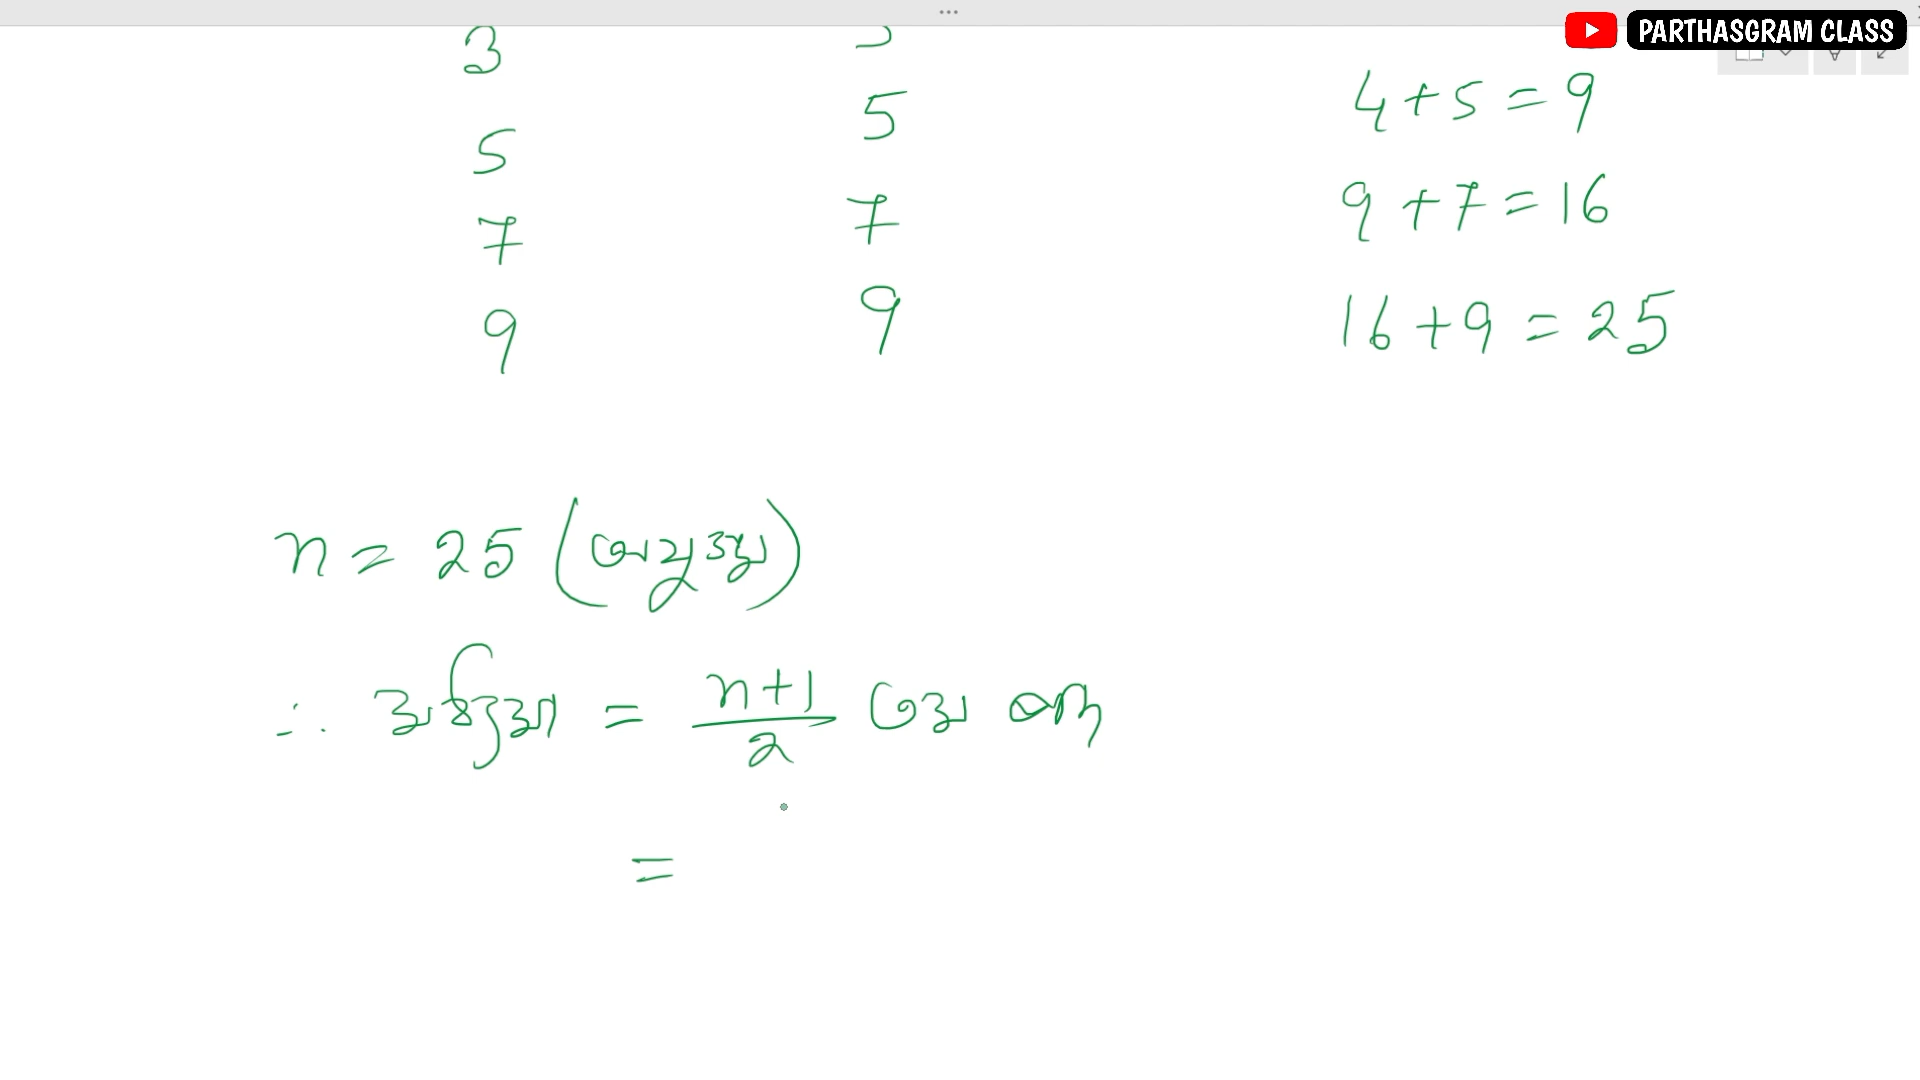 PARTHASGRAM CLASS
3
5 5 4 + 5 = 9
7 7 9 + 7 = 16
9 9 16 + 9 = 25
n = 25 (অযুগ্ম)
∴ মধ্যমা = n+1/2 তম পদ
=